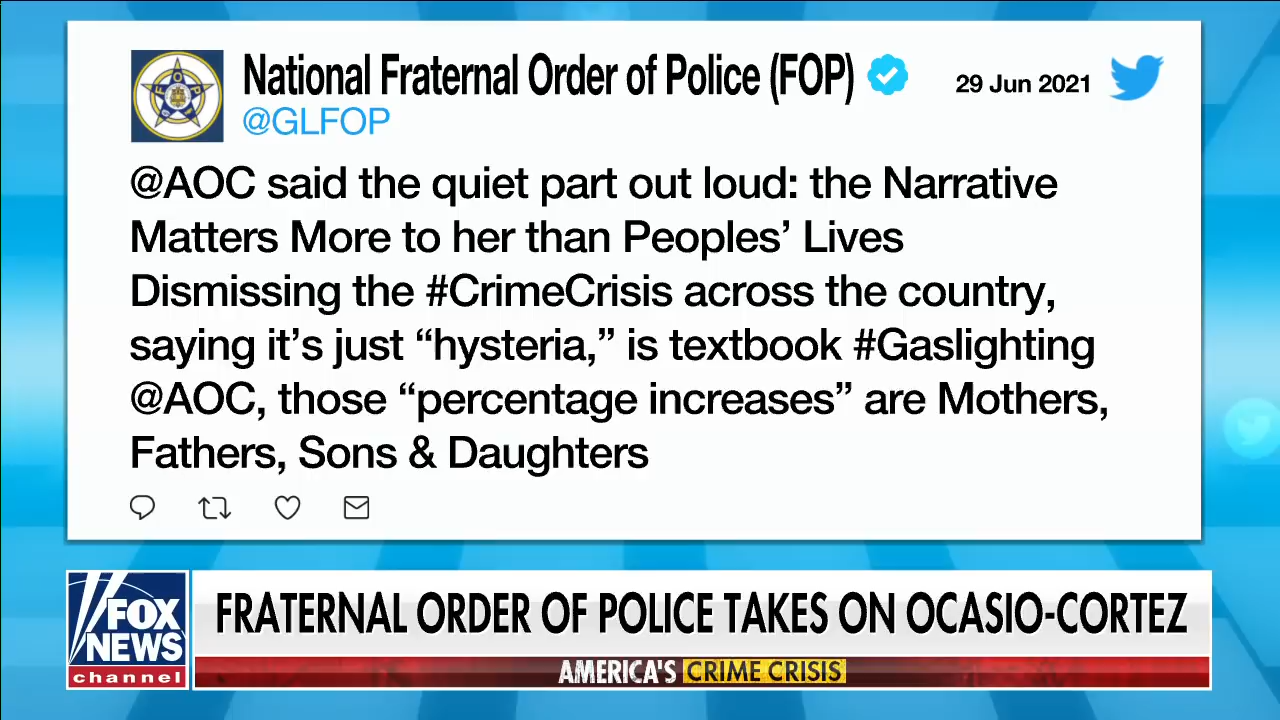 National Fraternal Order of Police (FOP)
29 Jun 2021
@GLFOP
@AOC said the quiet part out loud: the Narrative
Matters More to her than Peoples’ Lives
Dismissing the #CrimeCrisis across the country,
saying it’s just “hysteria,” is textbook #Gaslighting
@AOC, those “percentage increases” are Mothers,
Fathers, Sons & Daughters
FOX
NEWS
channel
FRATERNAL ORDER OF POLICE TAKES ON OCASIO-CORTEZ
AMERICA'S CRIME CRISIS